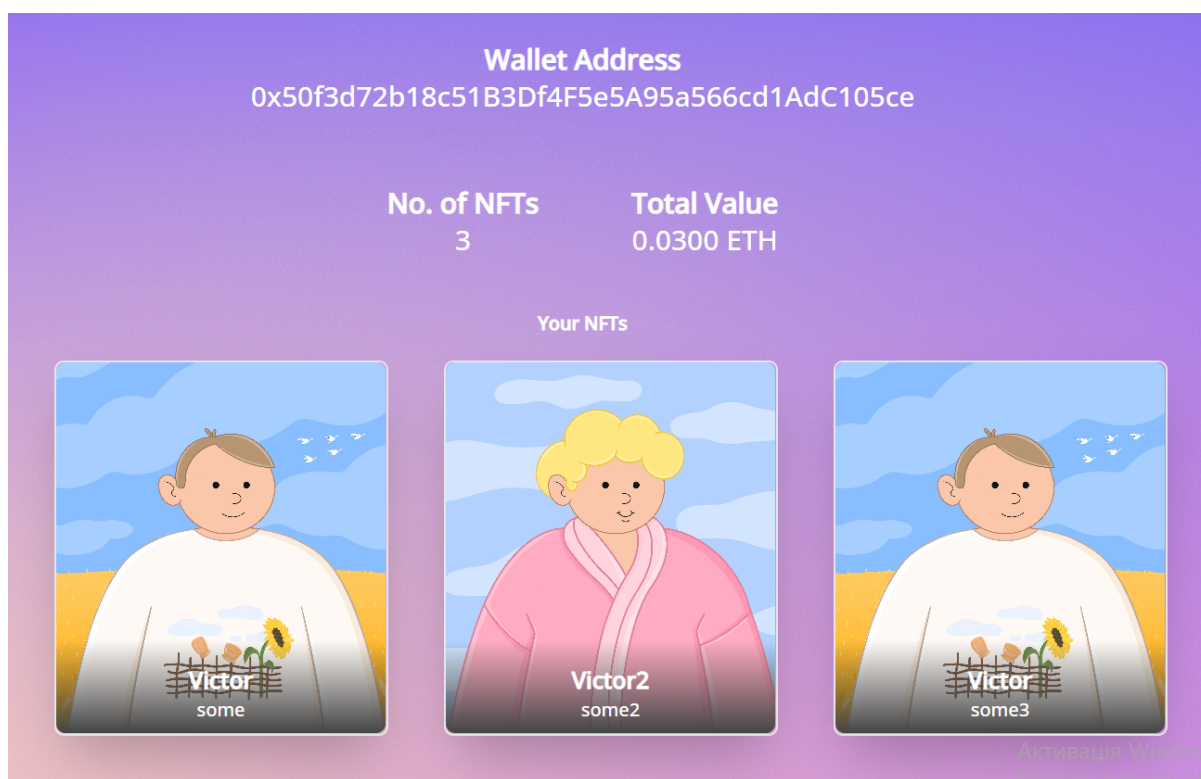 Wallet Address
0x50f3d72b18c51B3Df4F5e5A95a566cd1AdC105ce
No. of NFTs Total Value
3 0.0300 ETH
Your NFTs
Victor Victor2 Victor
some some2 some3
Активація